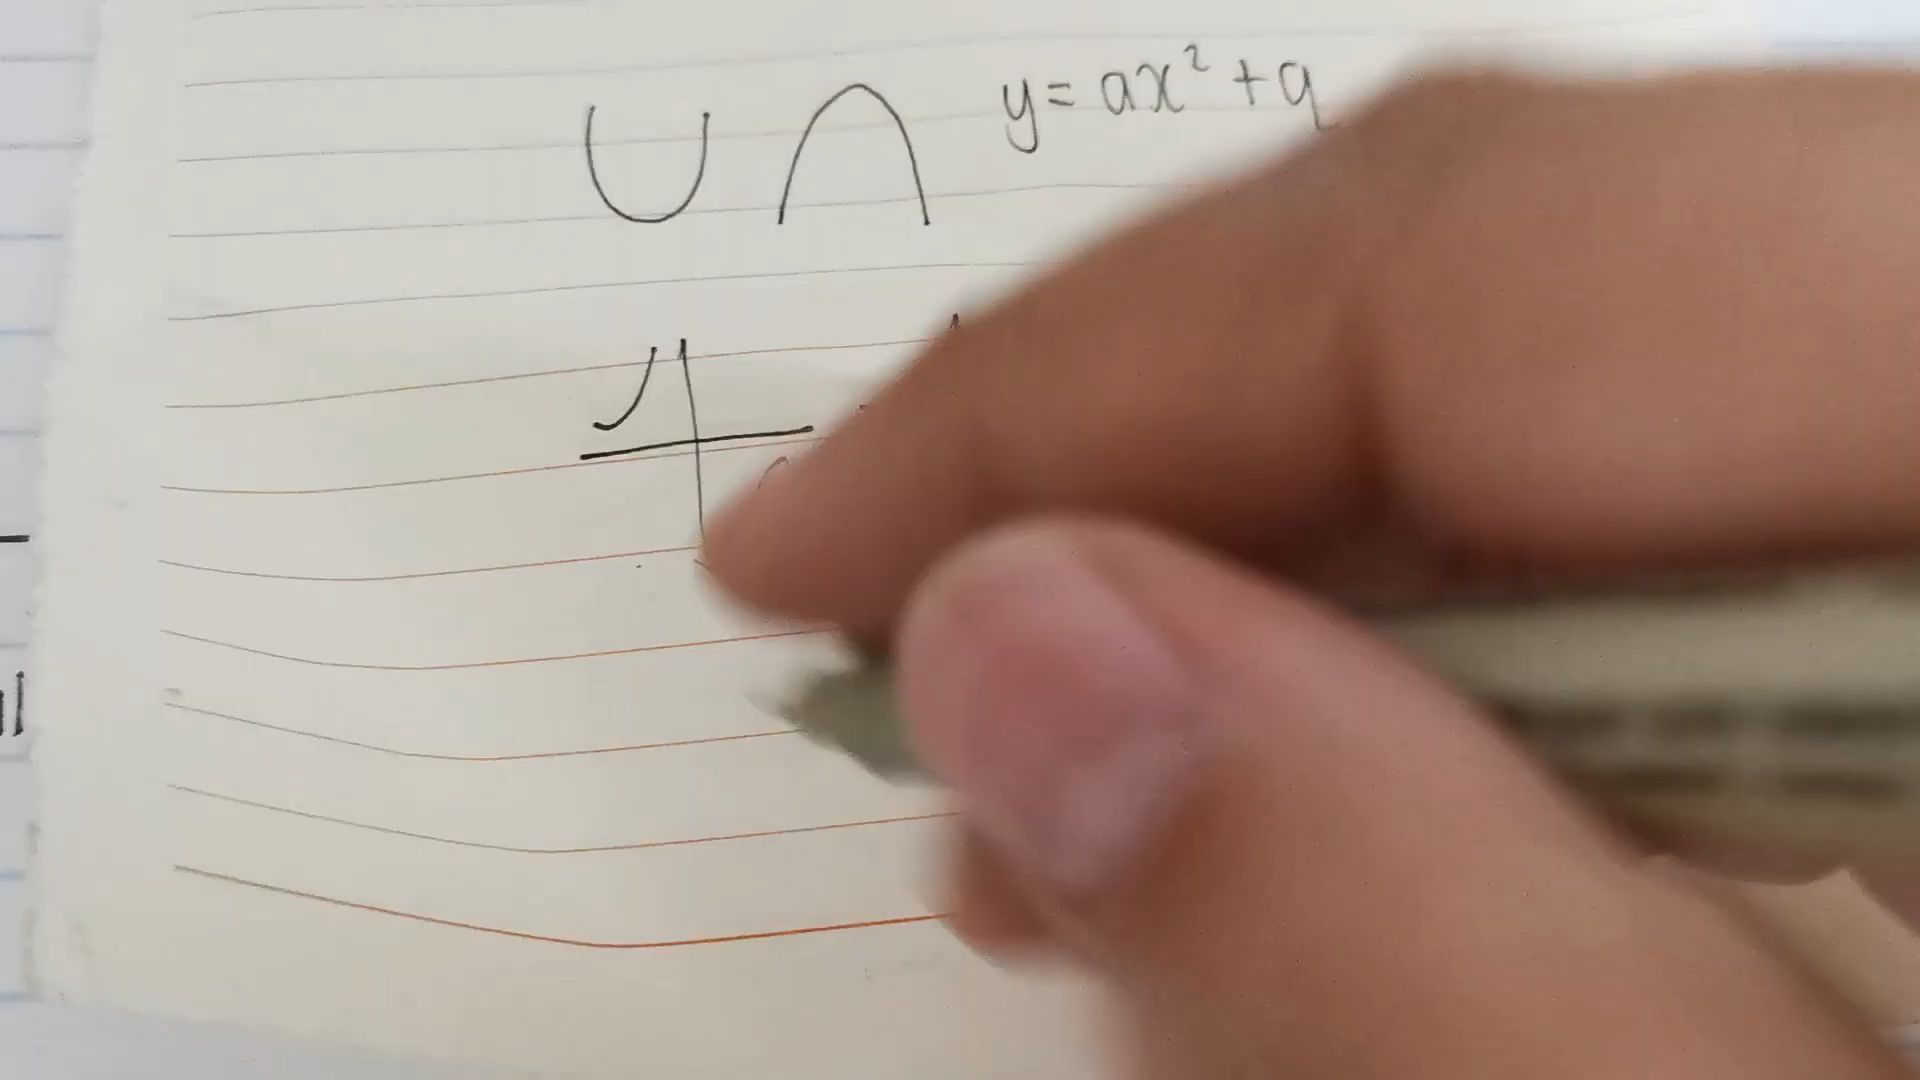 y = ax² + q